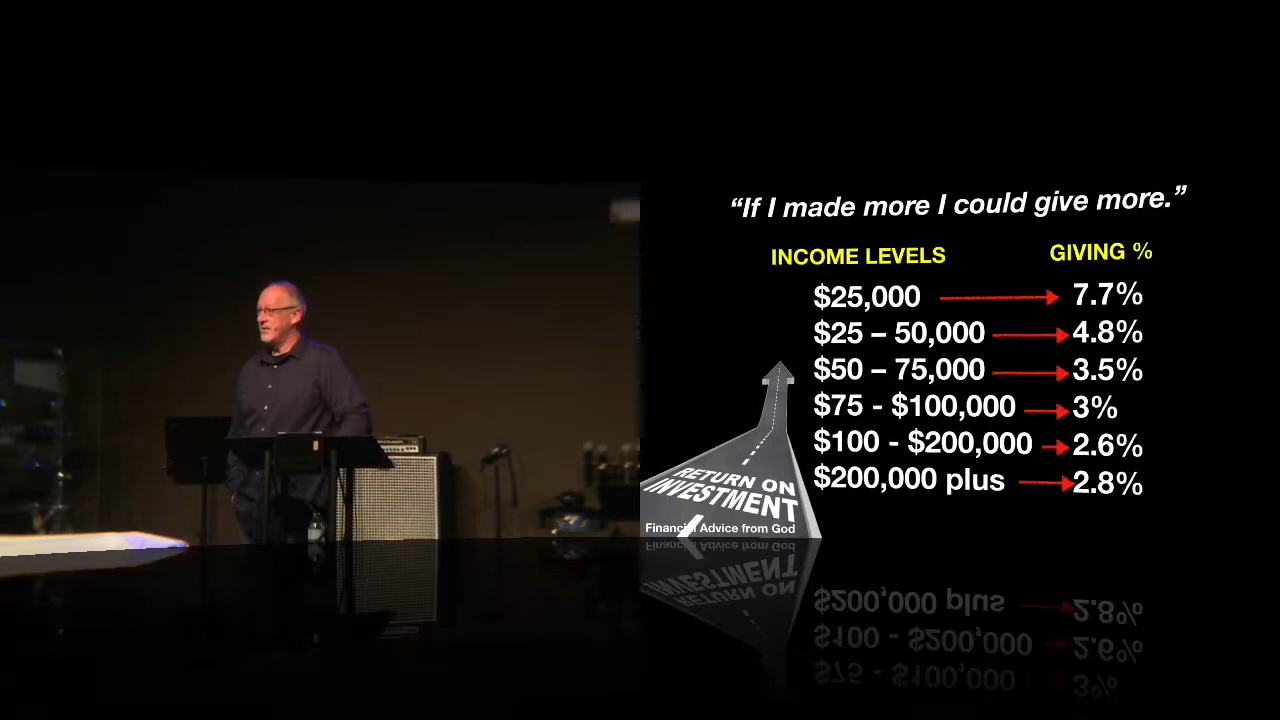 “If I made more I could give more.”
INCOME LEVELS GIVING %
$25,000 7.7%
$25 – 50,000 4.8%
$50 – 75,000 3.5%
$75 - $100,000 3%
$100 - $200,000 2.6%
$200,000 plus 2.8%
RETURN ON
INVESTMENT
Financial Advice from God